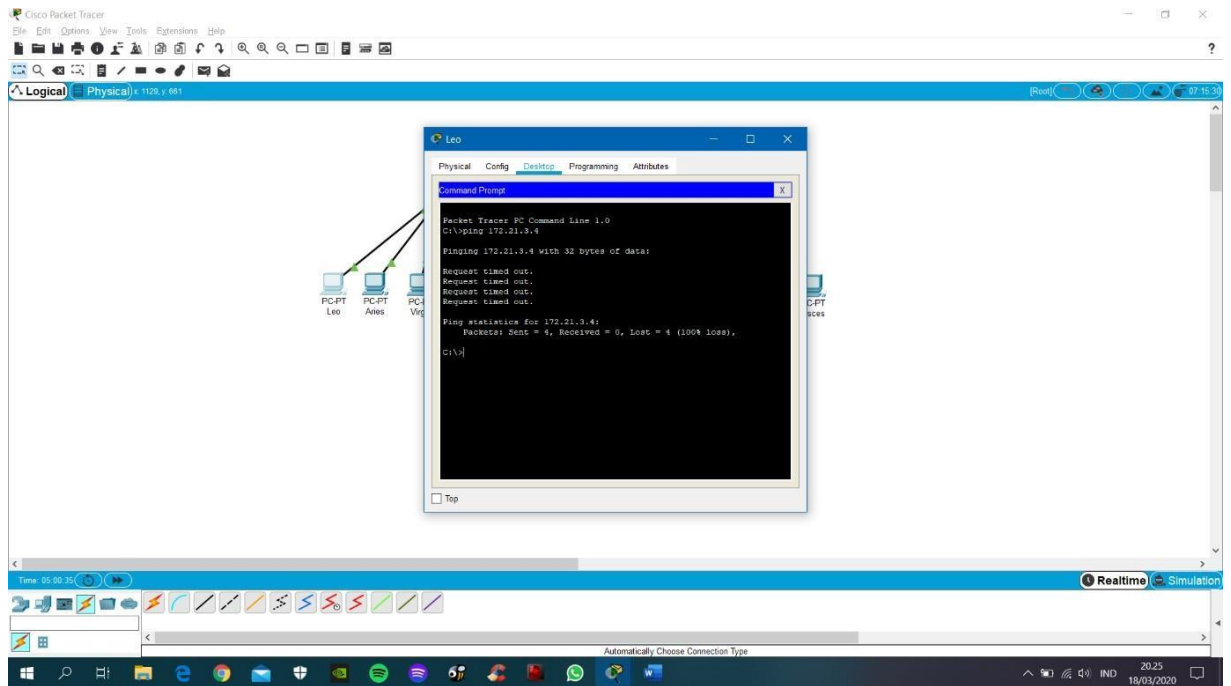 Cisco Packet Tracer
File Edit Options View Tools Extensions Help
?
Logical Physical x: 1129, y: 661 [Root] 07:15:30
Leo
Physical Config Desktop Programming Attributes
Command Prompt X
Packet Tracer PC Command Line 1.0
C:\>ping 172.21.3.4
Pinging 172.21.3.4 with 32 bytes of data:
Request timed out.
Request timed out.
Request timed out.
Request timed out.
Ping statistics for 172.21.3.4:
Packets: Sent = 4, Received = 0, Lost = 4 (100% loss),
C:\>
PC-PT PC-PT PC-
Leo Aries Virg
C-PT
sces
Top
Time: 05:00:35 Realtime Simulation
Automatically Choose Connection Type
IND 20.25
18/03/2020